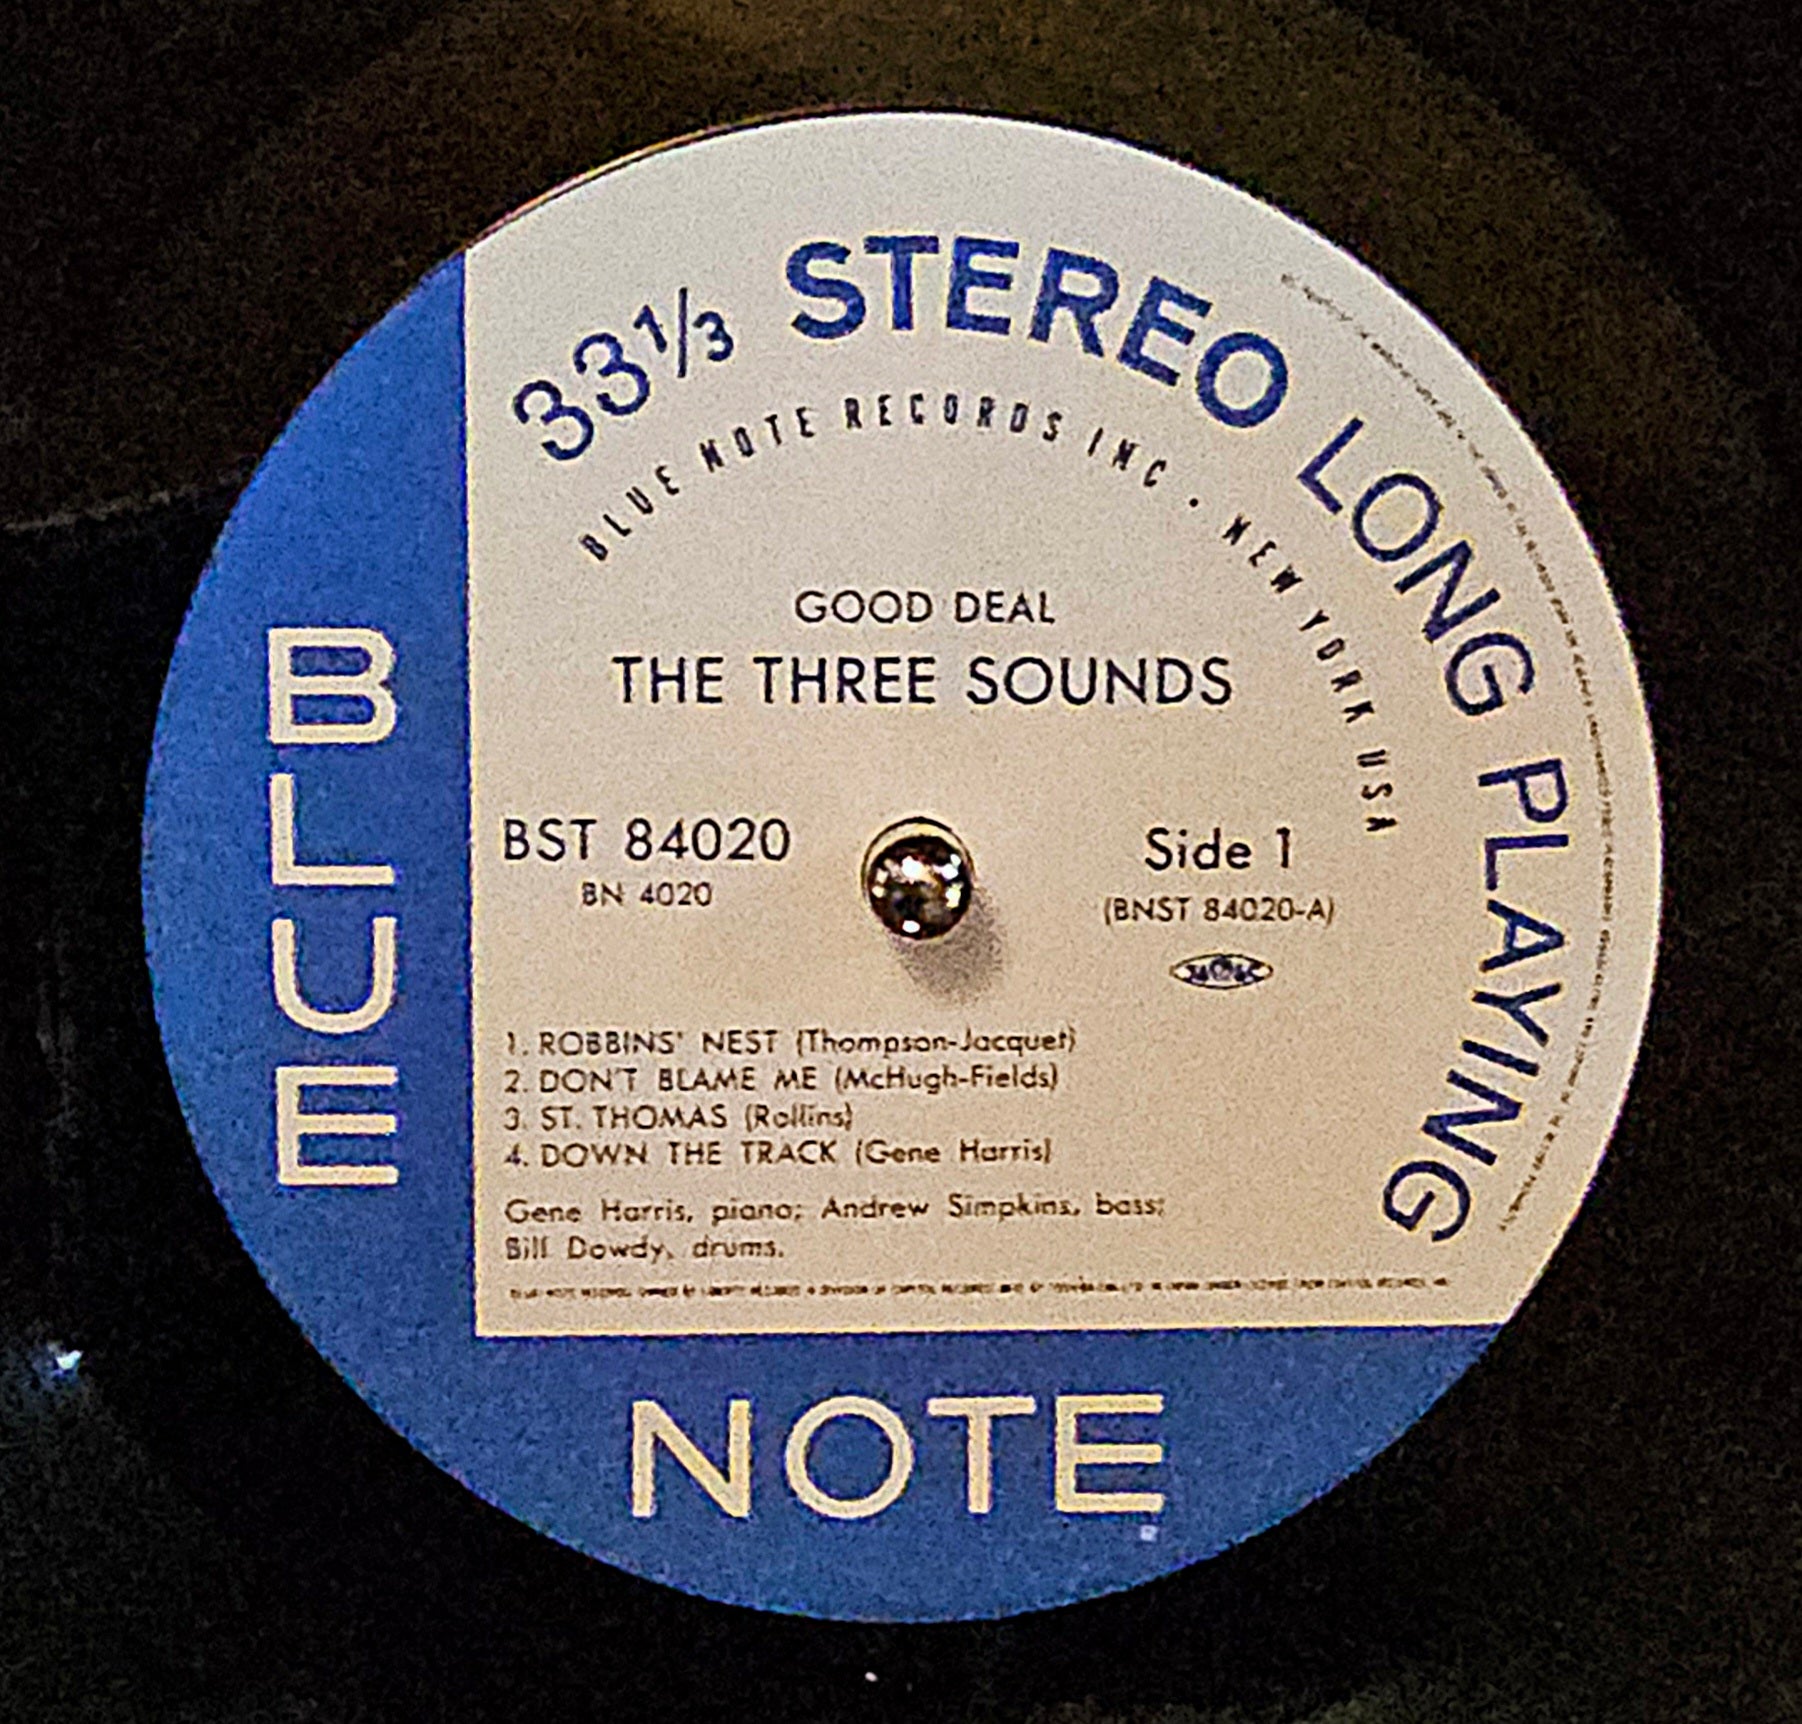 33⅓ STEREO LONG PLAYING
BLUE NOTE RECORDS INC • NEW YORK USA
GOOD DEAL
THE THREE SOUNDS
BST 84020
BN 4020
Side 1
(BNST 84020-A)
1. ROBBINS' NEST (Thompson-Jacquet)
2. DON'T BLAME ME (McHugh-Fields)
3. ST. THOMAS (Rollins)
4. DOWN THE TRACK (Gene Harris)
Gene Harris, piano; Andrew Simpkins, bass;
Bill Dowdy, drums.
BLUE
NOTE